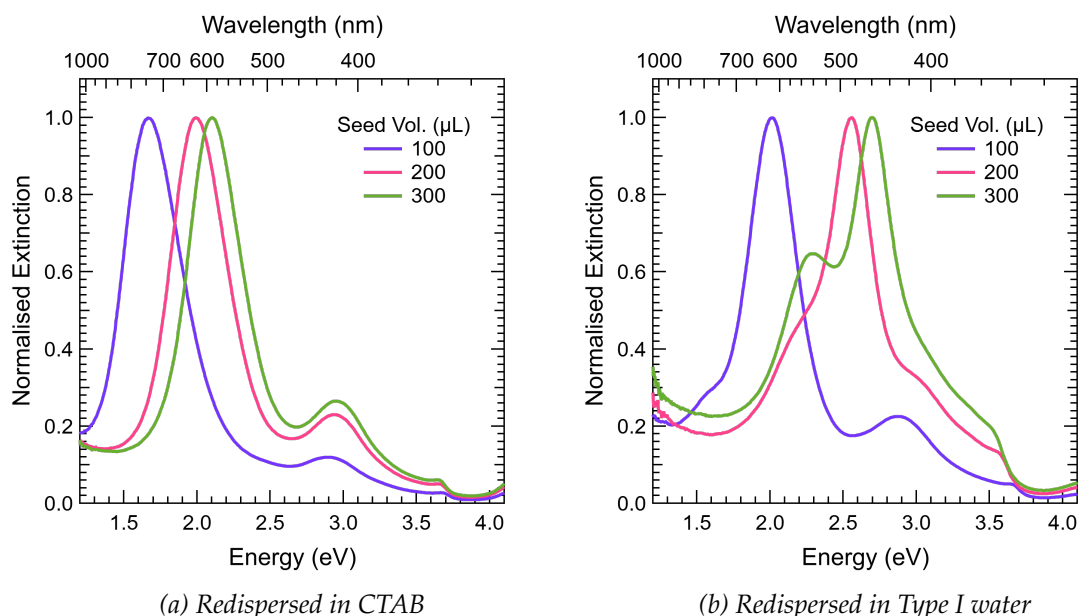 Wavelength (nm)
1000 700 600 500 400
1.0
0.8
0.6
0.4
0.2
0.0
Normalised Extinction
Seed Vol. (µL)
100
200
300
1.5 2.0 2.5 3.0 3.5 4.0
Energy (eV)
(a) Redispersed in CTAB
Wavelength (nm)
1000 700 600 500 400
1.0
0.8
0.6
0.4
0.2
0.0
Normalised Extinction
Seed Vol. (µL)
100
200
300
1.5 2.0 2.5 3.0 3.5 4.0
Energy (eV)
(b) Redispersed in Type I water